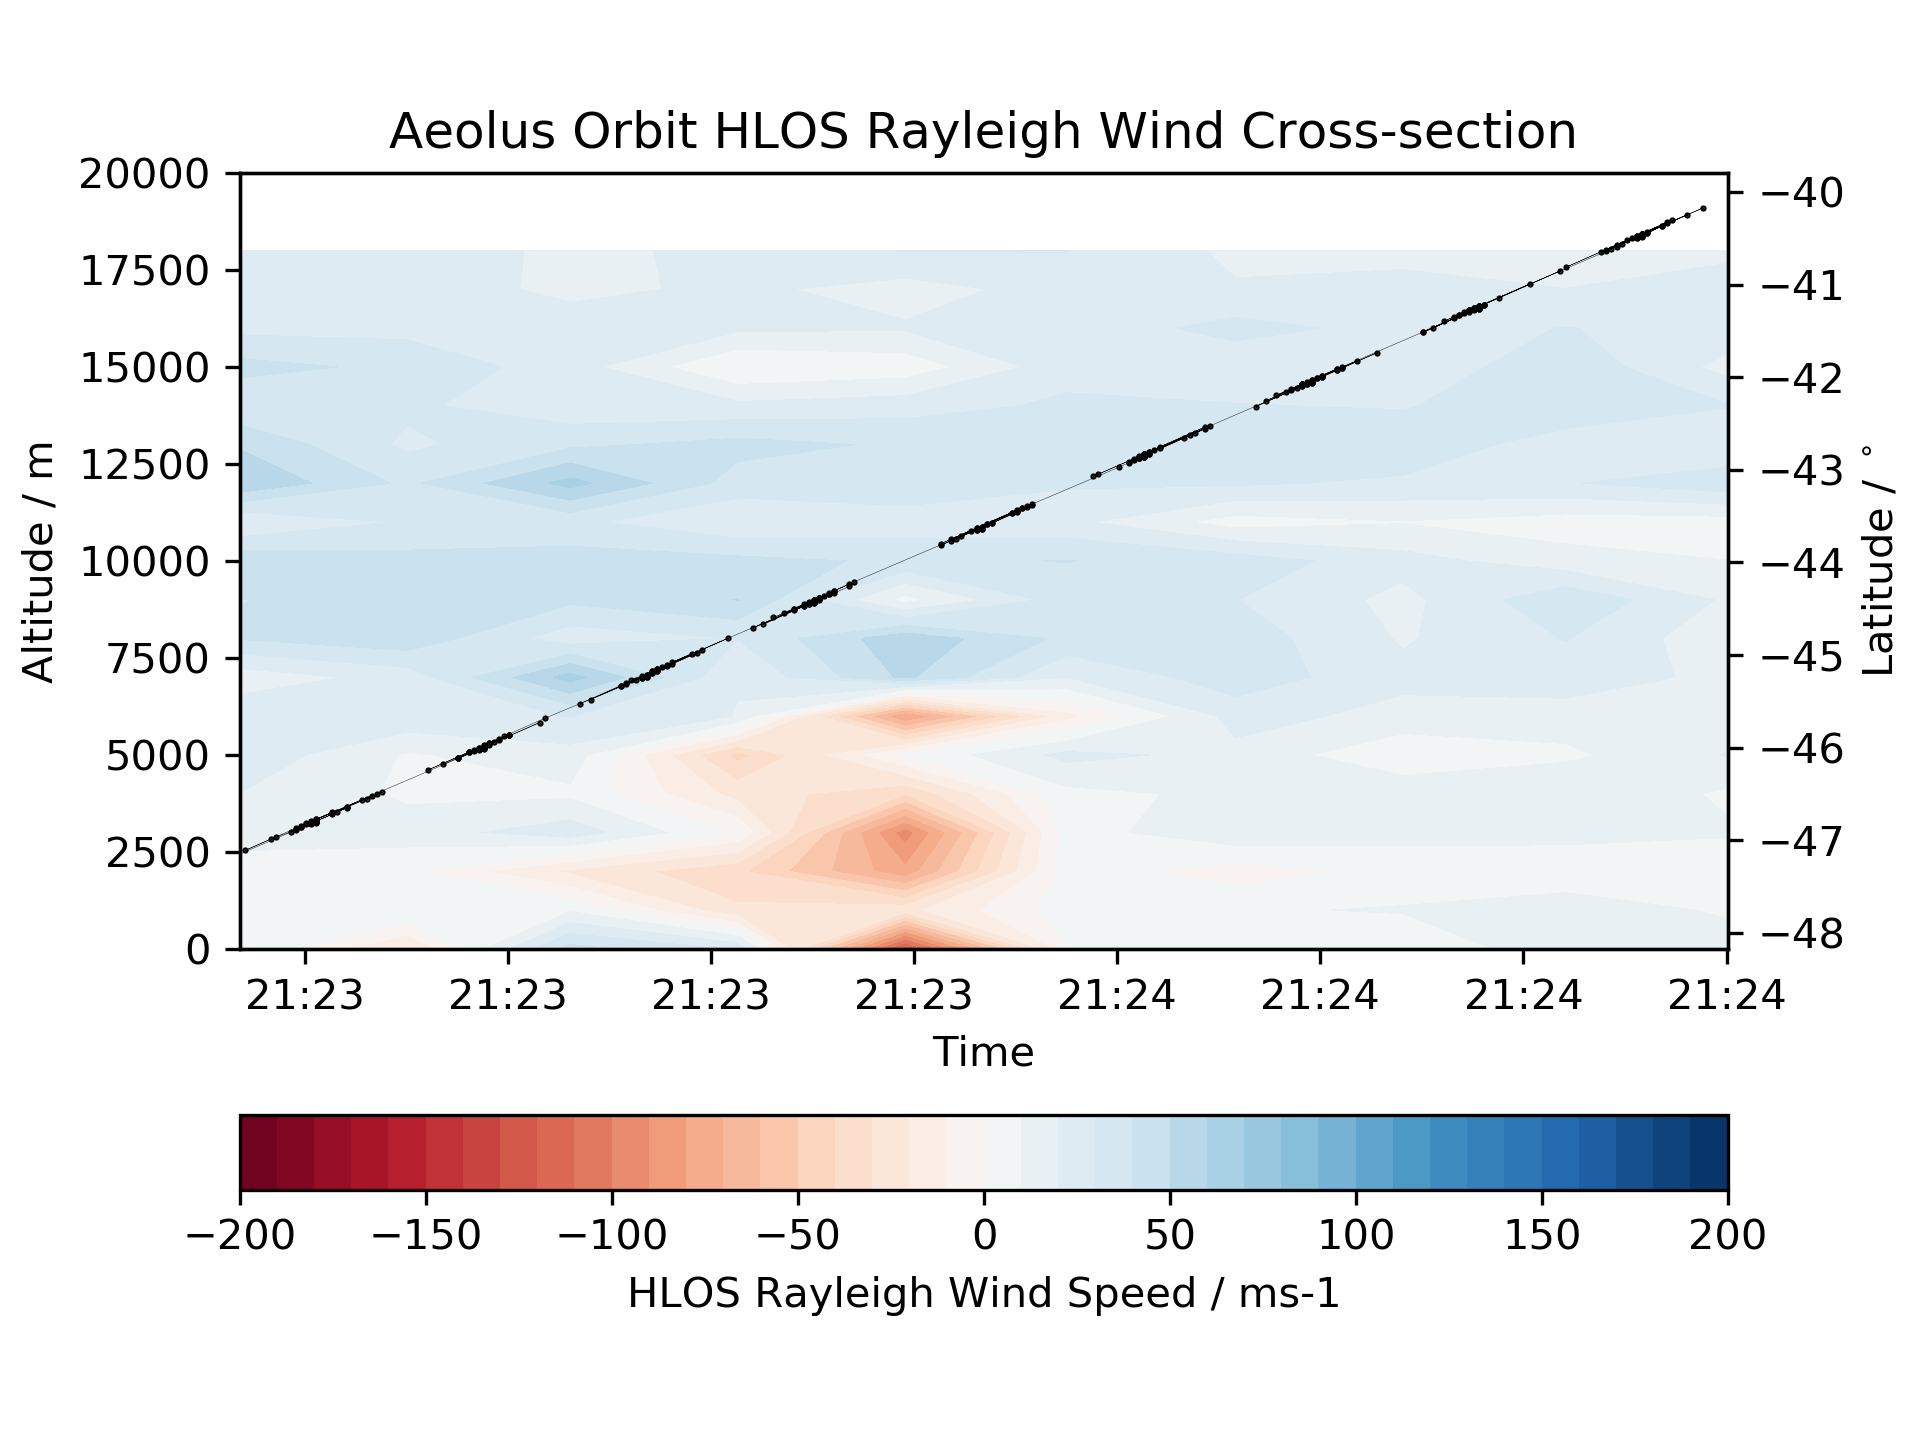 Aeolus Orbit HLOS Rayleigh Wind Cross-section
20000
17500
15000
12500
10000
7500
5000
2500
0
Altitude / m
−40
−41
−42
−43
−44
−45
−46
−47
−48
Latitude / °
21:23 21:23 21:23 21:23 21:24 21:24 21:24 21:24
Time
−200 −150 −100 −50 0 50 100 150 200
HLOS Rayleigh Wind Speed / ms-1